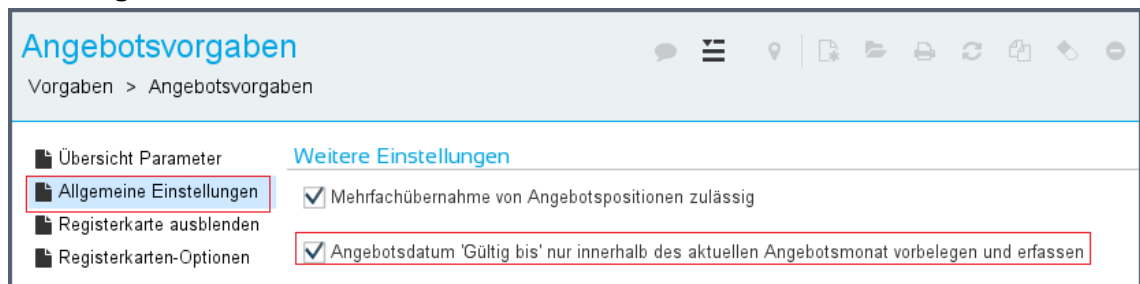 Angebotsvorgaben
Vorgaben > Angebotsvorgaben
Übersicht Parameter
Allgemeine Einstellungen
Registerkarte ausblenden
Registerkarten-Optionen
Weitere Einstellungen
Mehrfachübernahme von Angebotspositionen zulässig
Angebotsdatum 'Gültig bis' nur innerhalb des aktuellen Angebotsmonat vorbelegen und erfassen